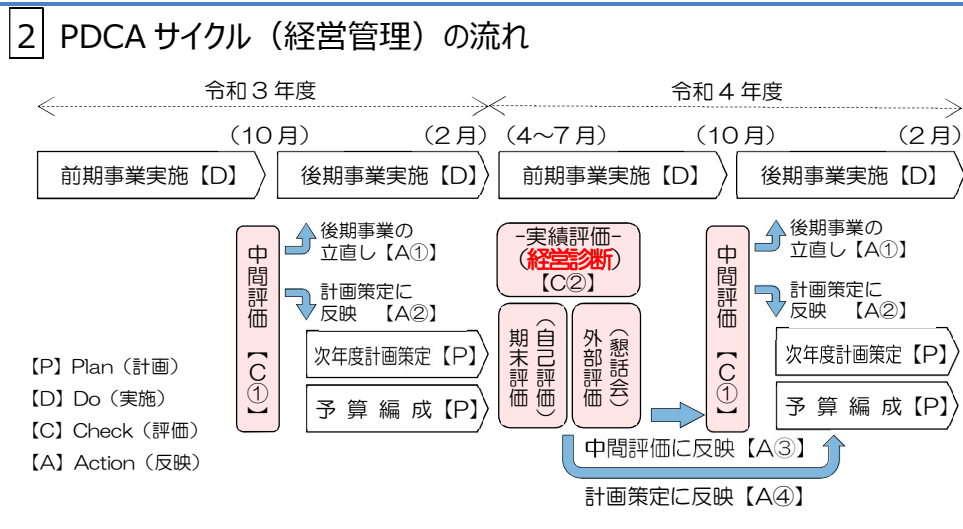 2 PDCAサイクル（経営管理）の流れ
令和3年度
令和4年度
（10月）
（2月）
（4～7月）
（10月）
（2月）
前期事業実施【D】
後期事業実施【D】
前期事業実施【D】
後期事業実施【D】
中間評価【C①】
後期事業の
立直し【A①】
計画策定に
反映 【A②】
次年度計画策定【P】
予算編成【P】
-実績評価-
（経営診断）
【C②】
期末評価
（自己評価）
外部評価
（懇話会）
中間評価【C①】
後期事業の
立直し【A①】
計画策定に
反映 【A②】
次年度計画策定【P】
予算編成【P】
中間評価に反映【A③】
計画策定に反映【A④】
【P】Plan（計画）
【D】Do（実施）
【C】Check（評価）
【A】Action（反映）